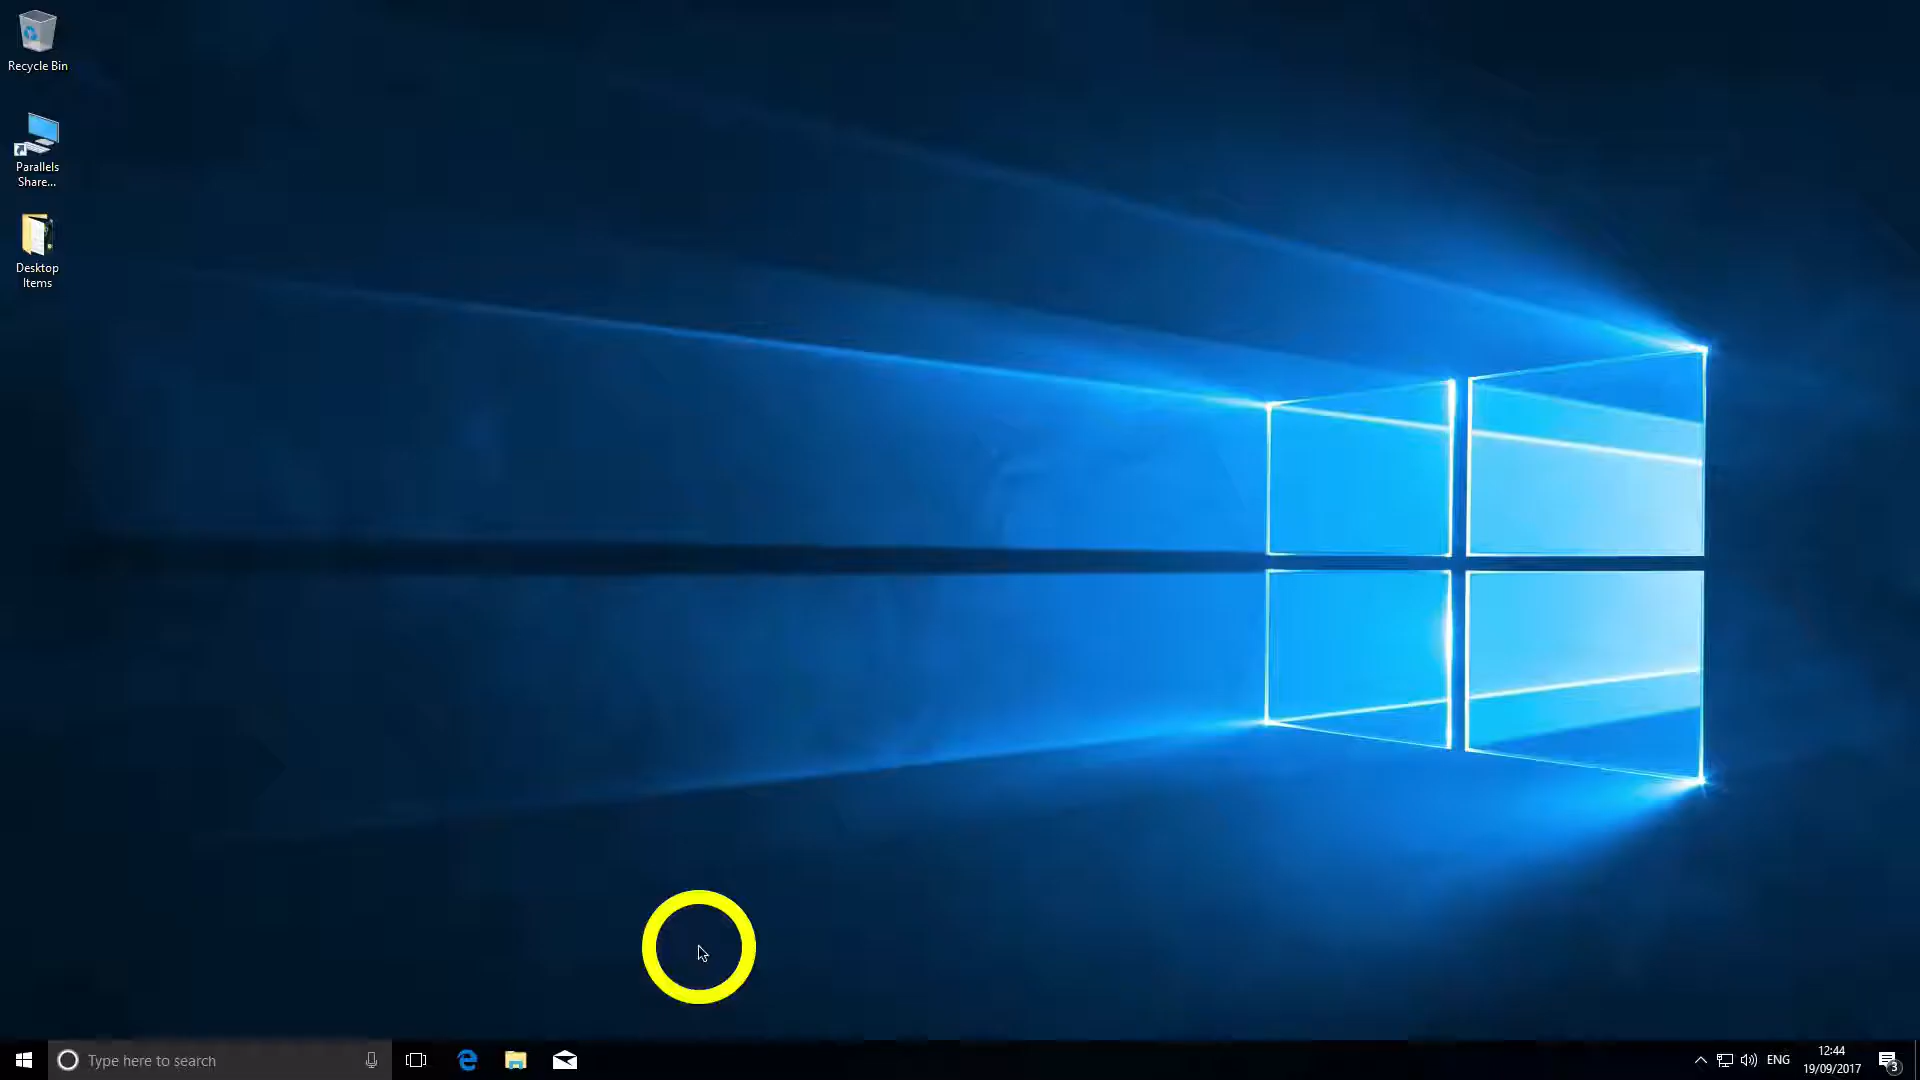 Recycle Bin
Parallels
Share...
Desktop
Items
Type here to search
ENG
12:44
19/09/2017
3